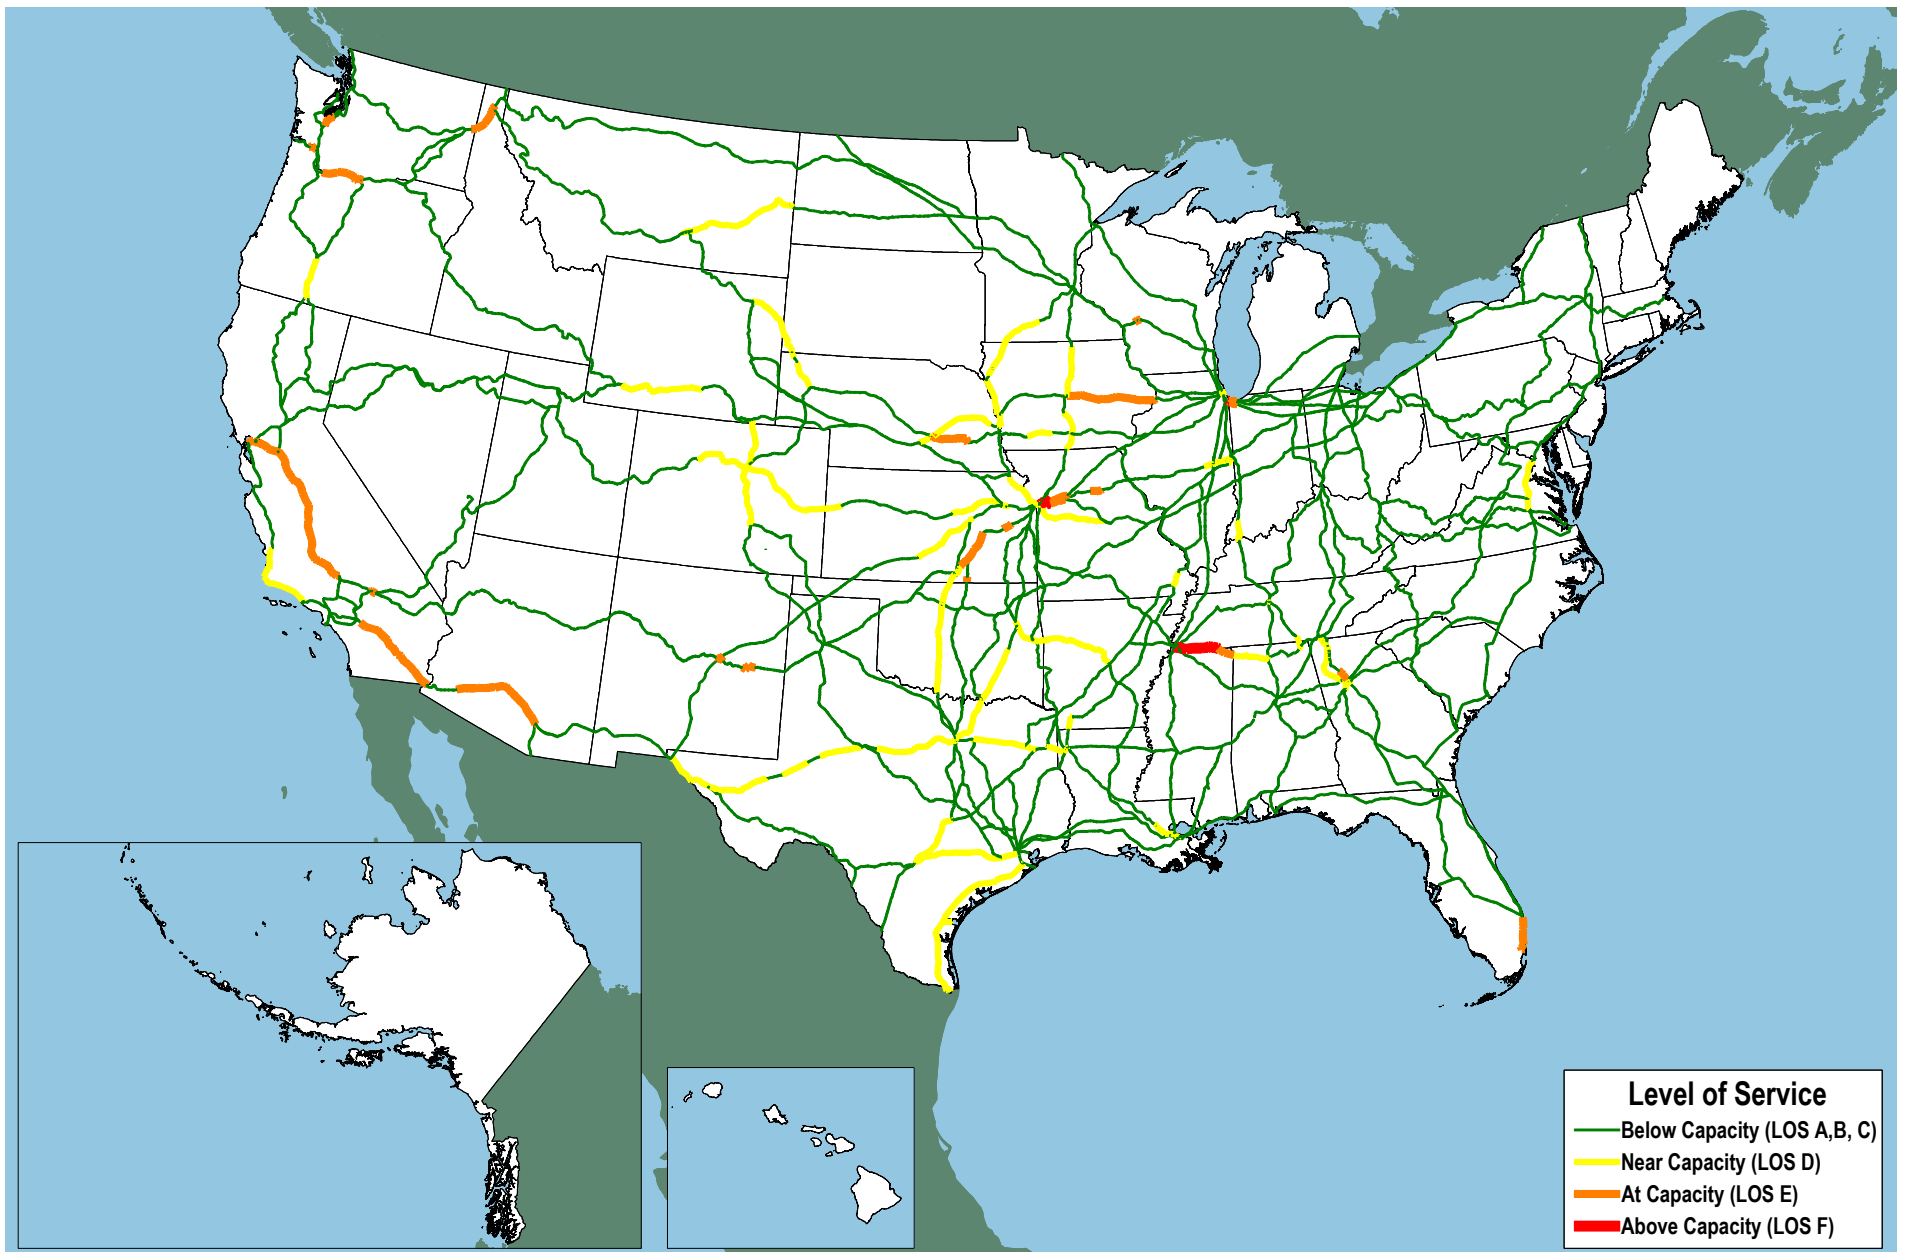 Level of Service
Below Capacity (LOS A,B, C)
Near Capacity (LOS D)
At Capacity (LOS E)
Above Capacity (LOS F)